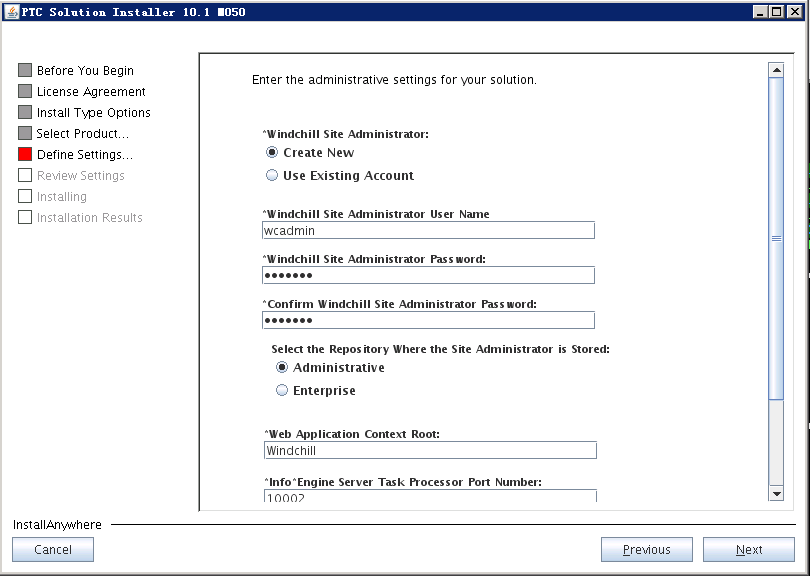 PTC Solution Installer 10.1 M050
Before You Begin
License Agreement
Install Type Options
Select Product...
Define Settings...
Review Settings
Installing
Installation Results
Enter the administrative settings for your solution.
*Windchill Site Administrator:
Create New
Use Existing Account
*Windchill Site Administrator User Name
wcadmin
*Windchill Site Administrator Password:
•••••••
*Confirm Windchill Site Administrator Password:
•••••••
Select the Repository Where the Site Administrator is Stored:
Administrative
Enterprise
*Web Application Context Root:
Windchill
*Info*Engine Server Task Processor Port Number:
10002
InstallAnywhere
Cancel
Previous
Next